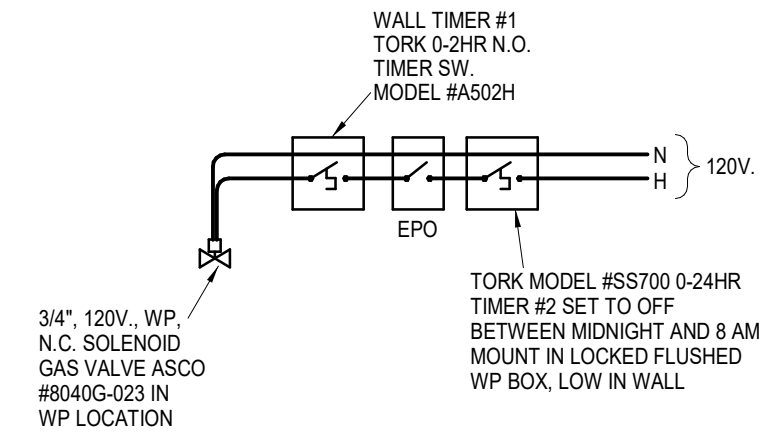 WALL TIMER #1
TORK 0-2HR N.O.
TIMER SW.
MODEL #A502H
N
H
120V.
EPO
TORK MODEL #SS700 0-24HR
TIMER #2 SET TO OFF
BETWEEN MIDNIGHT AND 8 AM
MOUNT IN LOCKED FLUSHED
WP BOX, LOW IN WALL
3/4", 120V., WP,
N.C. SOLENOID
GAS VALVE ASCO
#8040G-023 IN
WP LOCATION